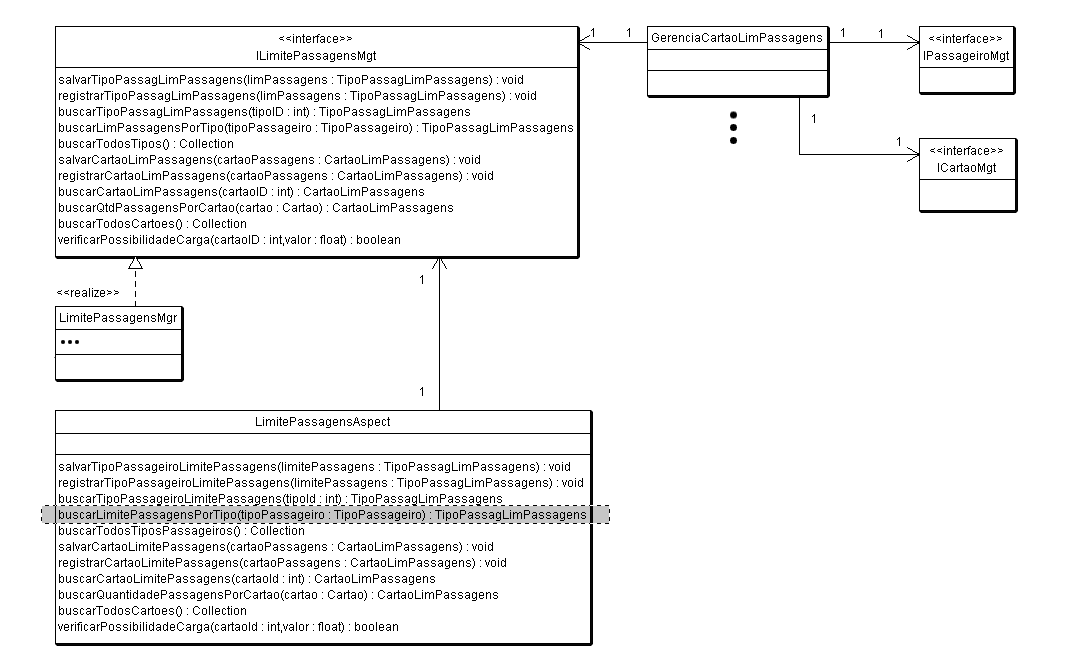 <<interface>>
ILimitePassagensMgt
salvarTipoPassagLimPassagens(limPassagens : TipoPassagLimPassagens) : void
registrarTipoPassagLimPassagens(limPassagens : TipoPassagLimPassagens) : void
buscarTipoPassagLimPassagens(tipoID : int) : TipoPassagLimPassagens
buscarLimPassagensPorTipo(tipoPassageiro : TipoPassageiro) : TipoPassagLimPassagens
buscarTodosTipos() : Collection
salvarCartaoLimPassagens(cartaoPassagens : CartaoLimPassagens) : void
registrarCartaoLimPassagens(cartaoPassagens : CartaoLimPassagens) : void
buscarCartaoLimPassagens(cartaoID : int) : CartaoLimPassagens
buscarQtdPassagensPorCartao(cartao : Cartao) : CartaoLimPassagens
buscarTodosCartoes() : Collection
verificarPossibilidadeCarga(cartaoID : int,valor : float) : boolean
1
1
GerenciaCartaoLimPassagens
1
1
<<interface>>
IPassageiroMgt
1
1
<<interface>>
ICartaoMgt
<<realize>>
LimitePassagensMgr
1
1
LimitePassagensAspect
salvarTipoPassageiroLimitePassagens(limitePassagens : TipoPassagLimPassagens) : void
registrarTipoPassageiroLimitePassagens(limitePassagens : TipoPassagLimPassagens) : void
buscarTipoPassageiroLimitePassagens(tipoId : int) : TipoPassagLimPassagens
buscarLimitePassagensPorTipo(tipoPassageiro : TipoPassageiro) : TipoPassagLimPassagens
buscarTodosTiposPassageiros() : Collection
salvarCartaoLimitePassagens(cartaoPassagens : CartaoLimPassagens) : void
registrarCartaoLimitePassagens(cartaoPassagens : CartaoLimPassagens) : void
buscarCartaoLimitePassagens(cartaoId : int) : CartaoLimPassagens
buscarQuantidadePassagensPorCartao(cartao : Cartao) : CartaoLimPassagens
buscarTodosCartoes() : Collection
verificarPossibilidadeCarga(cartaoId : int,valor : float) : boolean